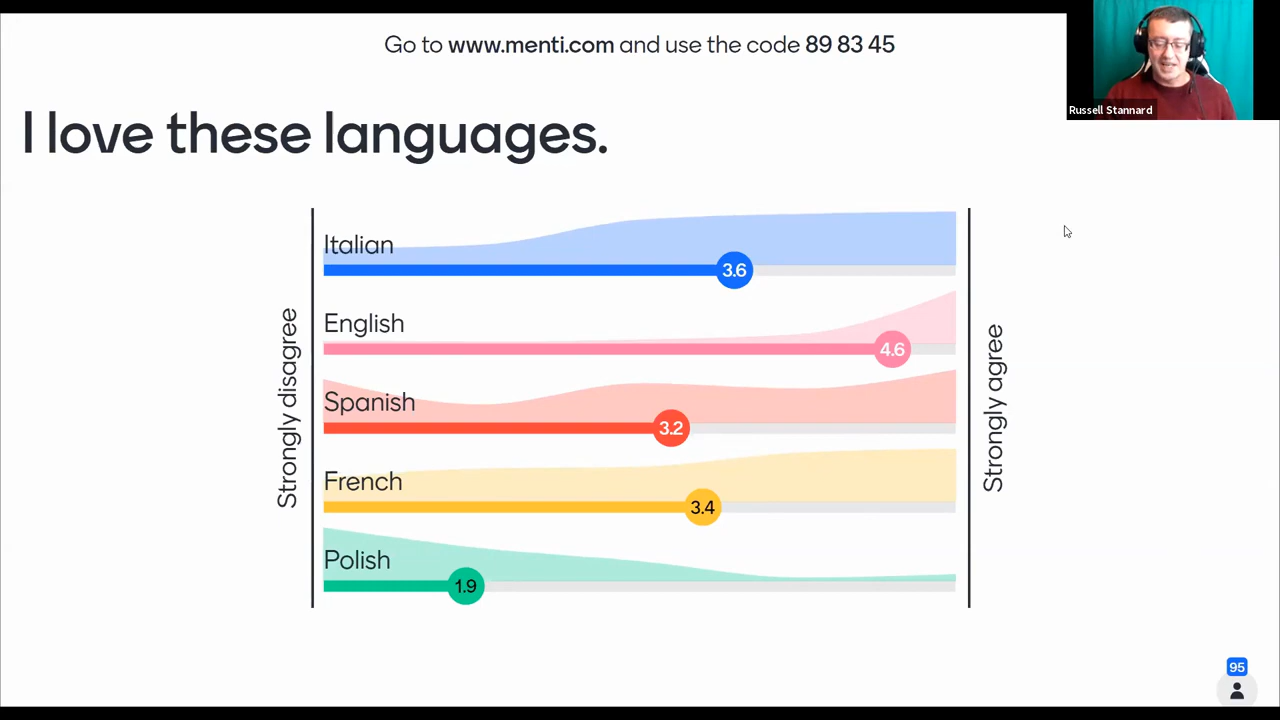 Go to www.menti.com and use the code 89 83 45
Russell Stannard
I love these languages.
Strongly disagree
Italian
3.6
English
4.6
Spanish
3.2
French
3.4
Polish
1.9
Strongly agree
95